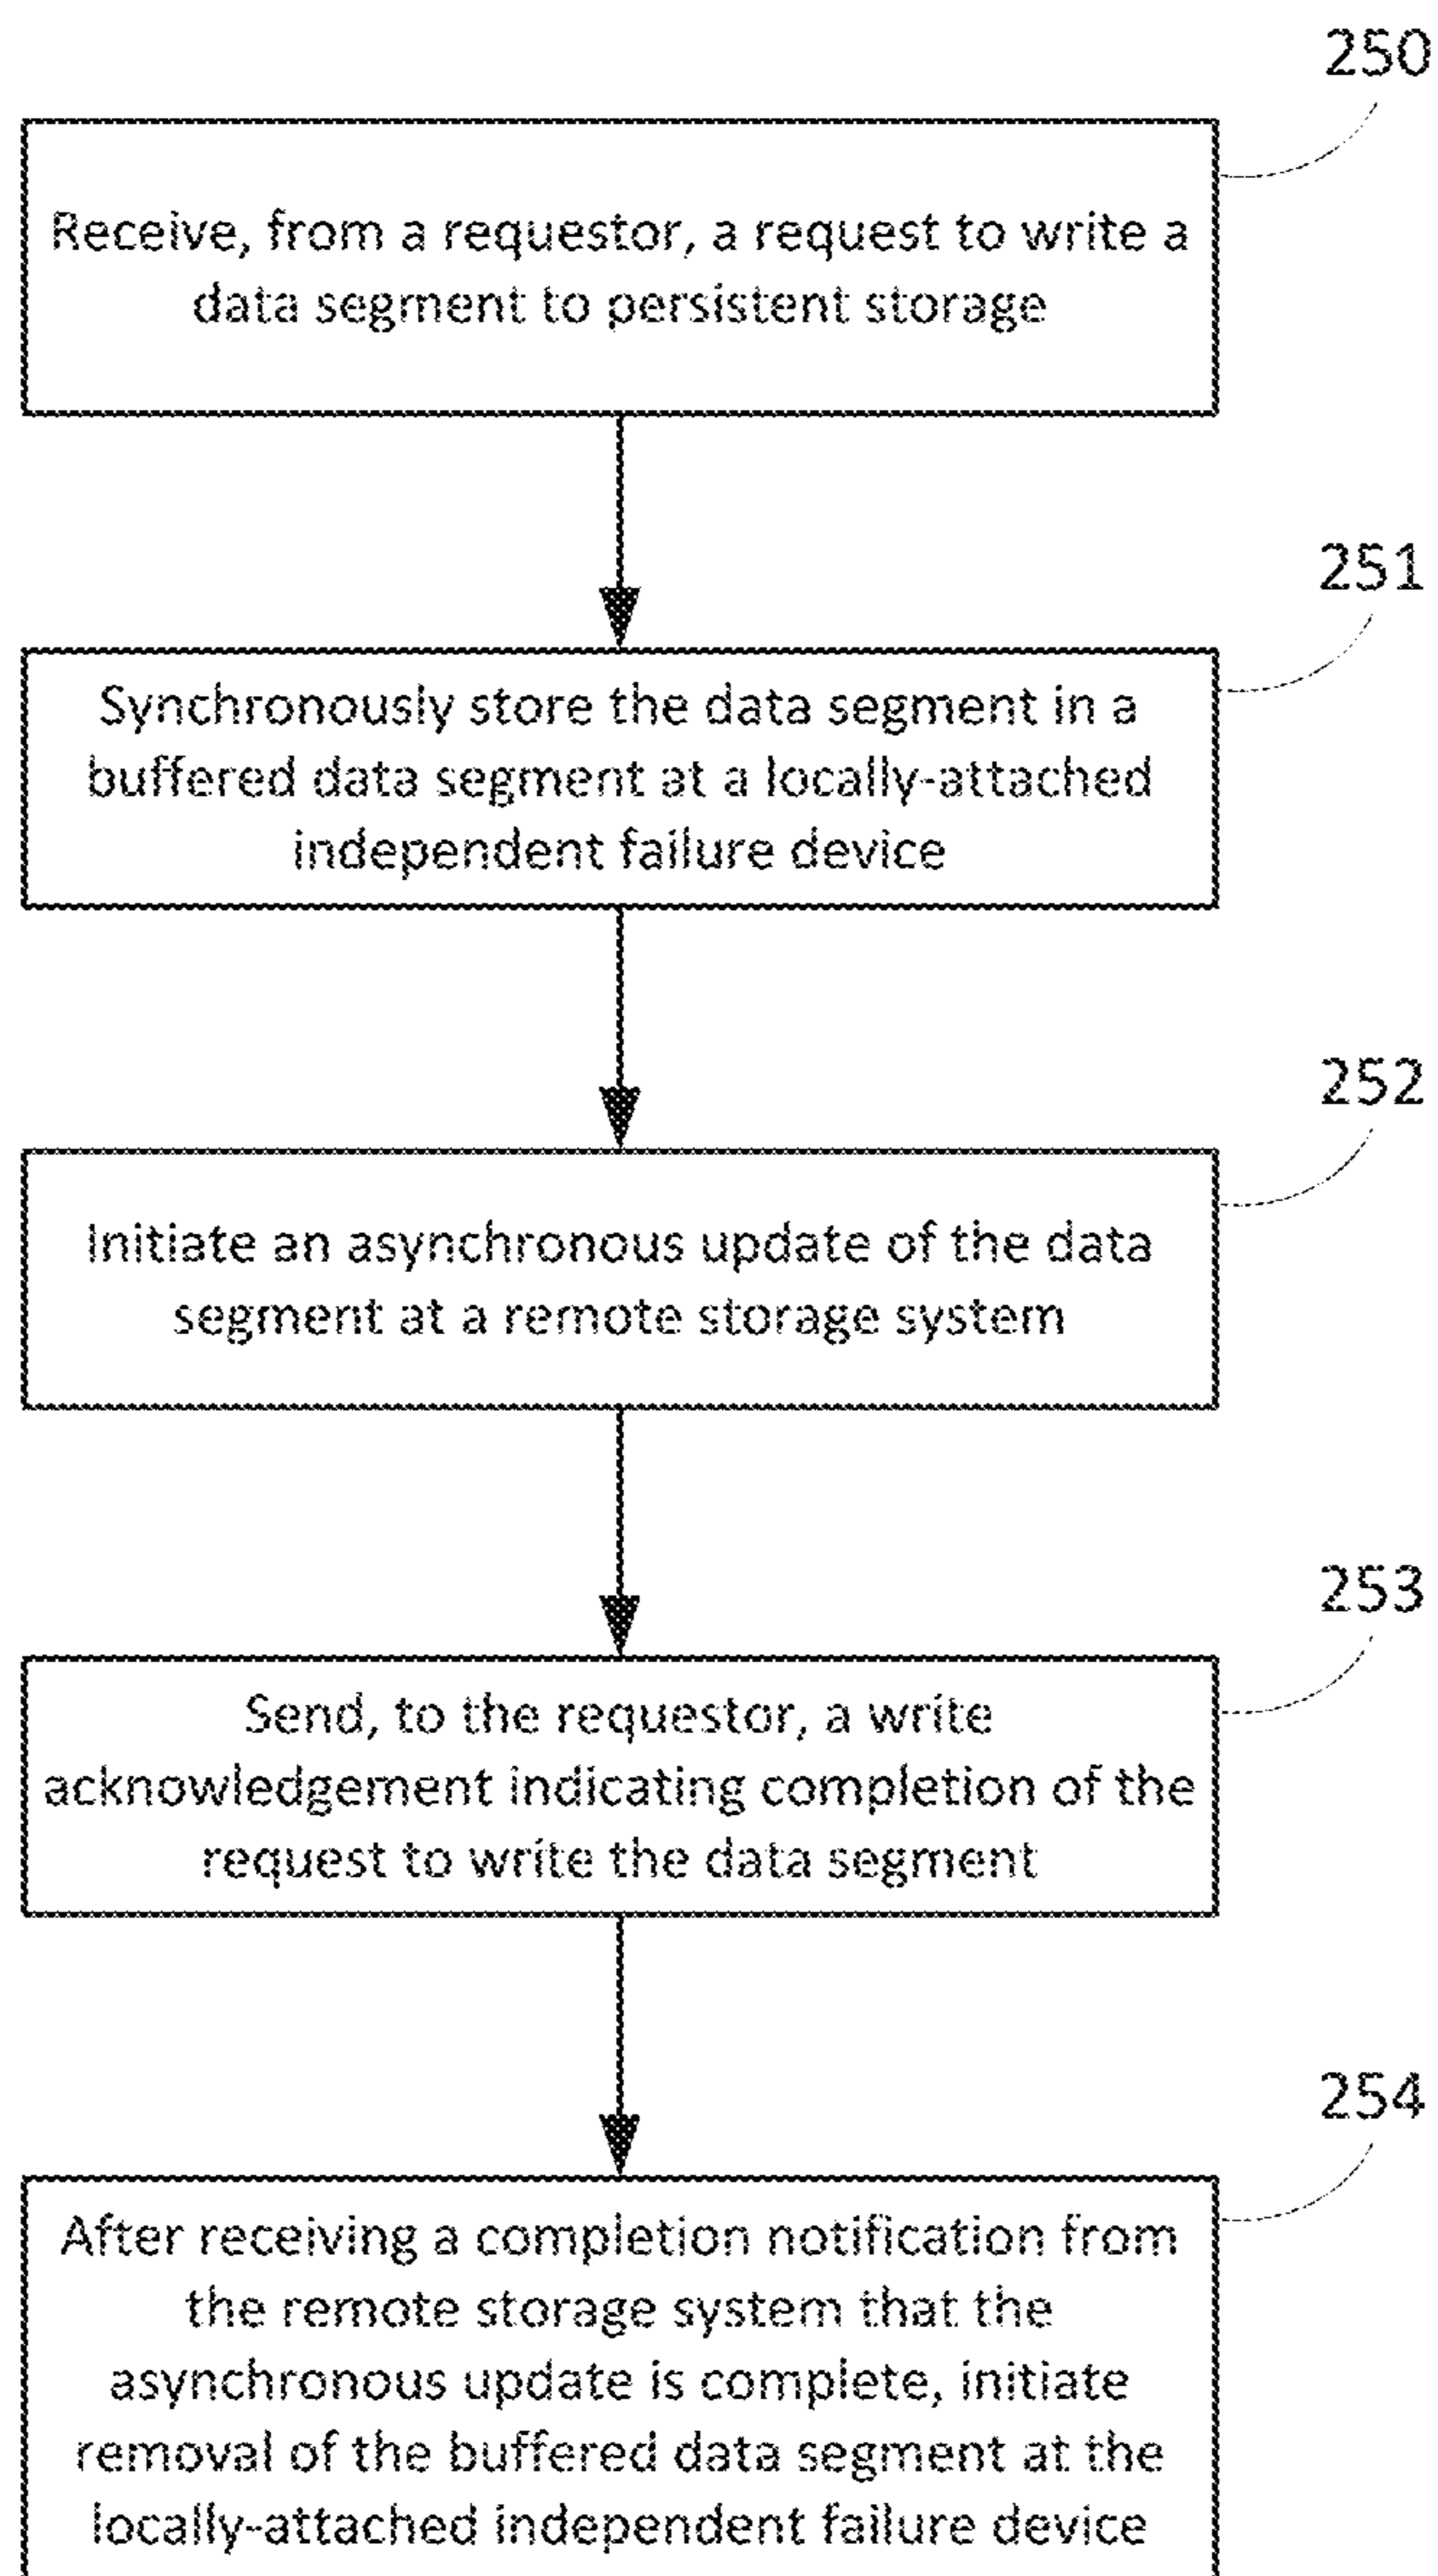 250
Receive, from a requestor, a request to write a
data segment to persistent storage
251
Synchronously store the data segment in a
buffered data segment at a locally-attached
independent failure device
252
Initiate an asynchronous update of the data
segment at a remote storage system
253
Send, to the requestor, a write
acknowledgement indicating completion of the
request to write the data segment
254
After receiving a completion notification from
the remote storage system that the
asynchronous update is complete, initiate
removal of the buffered data segment at the
locally-attached independent failure device